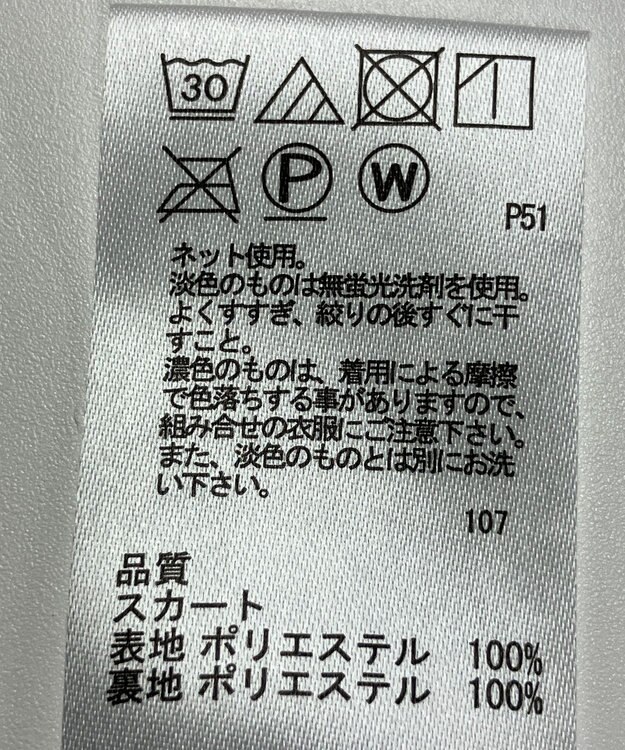 30
P W
P51
ネット使用。
淡色のものは無蛍光洗剤を使用。
よくすすぎ、絞りの後すぐに干
すこと。
濃色のものは、着用による摩擦
で色落ちする事がありますので、
組み合せの衣服にご注意下さい。
また、淡色のものとは別にお洗
い下さい。
107
品質
スカート
表地 ポリエステル 100%
裏地 ポリエステル 100%